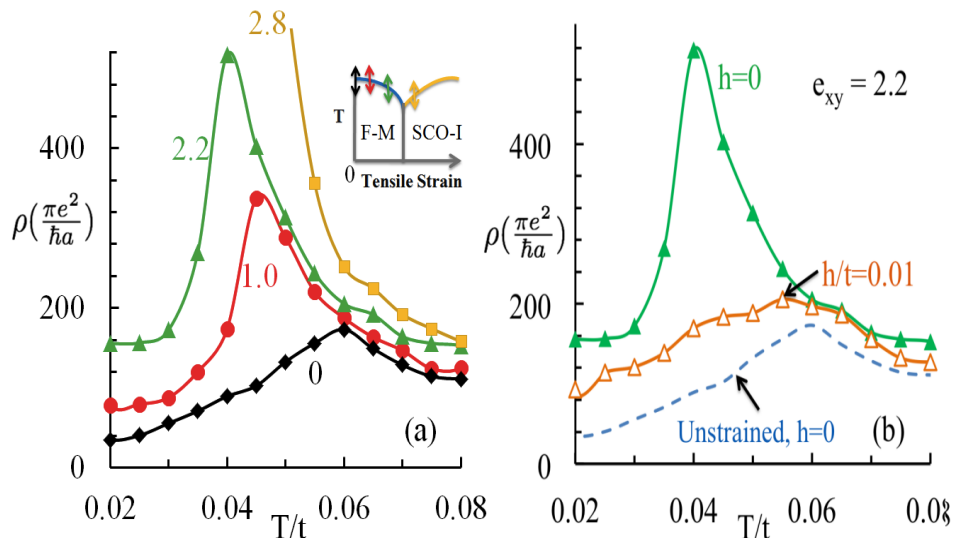 2.8
T
F-M
SCO-I
0
Tensile Strain
400
2.2
ρ(πe²/ħa)
1.0
200
0
(a)
0
0.02
0.04
0.06
0.08
T/t
h=0
e_xy = 2.2
400
ρ(πe²/ħa)
h/t=0.01
200
Unstrained, h=0
(b)
0
0.02
0.04
0.06
0.08
T/t